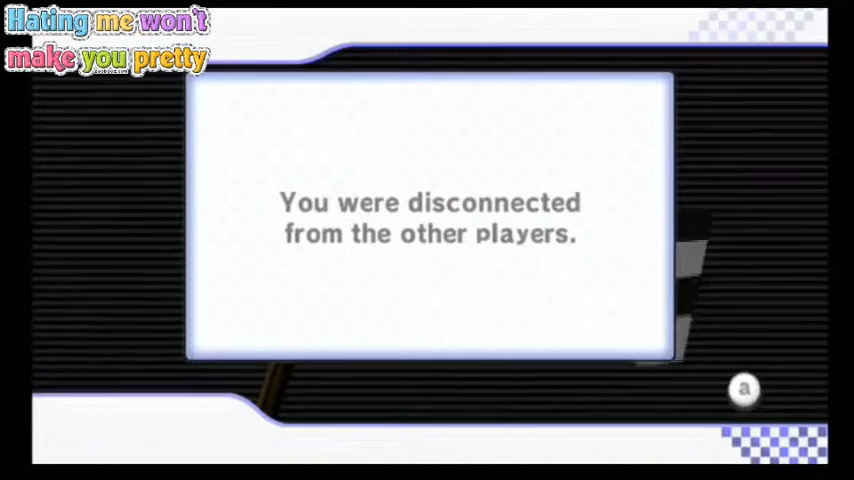 Hating me won't
make you pretty
You were disconnected
from the other players.
a